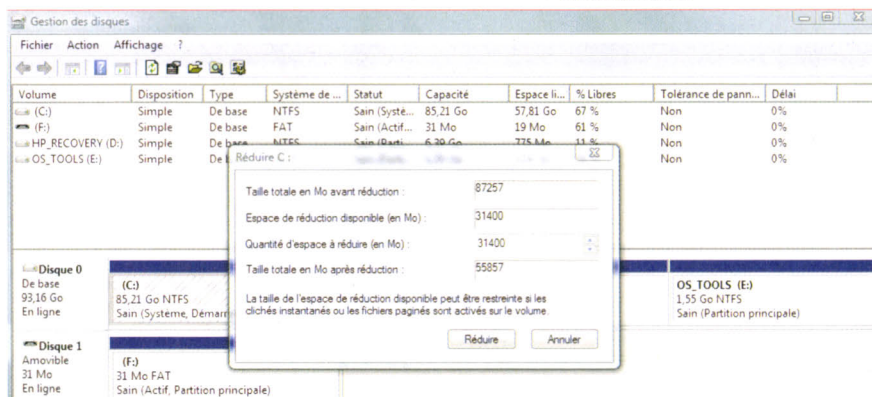 Gestion des disques
Fichier Action Affichage ?
Volume Disposition Type Système de ... Statut Capacité Espace li... % Libres Tolérance de pann... Délai
(C:) Simple De base NTFS Sain (Systè... 85,21 Go 57,81 Go 67 % Non 0%
(F:) Simple De base FAT Sain (Actif... 31 Mo 19 Mo 61 % Non 0%
HP_RECOVERY (D:) Simple De base NTFS Sain (Parti... 6,39 Go 775 Mo 11 % Non 0%
OS_TOOLS (E:) Simple De Non 0%
Réduire C :
Taille totale en Mo avant réduction : 87257
Espace de réduction disponible (en Mo) : 31400
Quantité d'espace à réduire (en Mo) : 31400
Taille totale en Mo après réduction : 55857
La taille de l'espace de réduction disponible peut être restreinte si les
clichés instantanés ou les fichiers paginés sont activés sur le volume.
Réduire Annuler
Disque 0
De base
93,16 Go
En ligne
(C:)
85,21 Go NTFS
Sain (Système, Démar
OS_TOOLS (E:)
1,55 Go NTFS
Sain (Partition principale)
Disque 1
Amovible
31 Mo
En ligne
(F:)
31 Mo FAT
Sain (Actif, Partition principale)